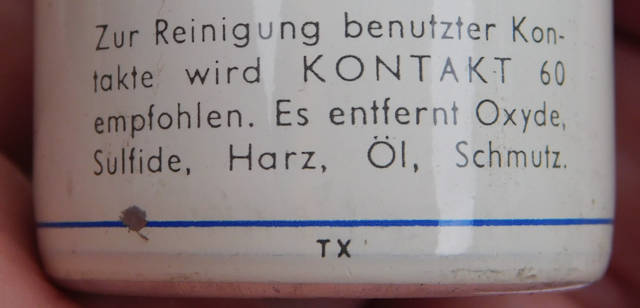 Zur Reinigung benutzter Kon-
takte wird KONTAKT 60
empfohlen. Es entfernt Oxyde,
Sulfide, Harz, Öl, Schmutz.
TX